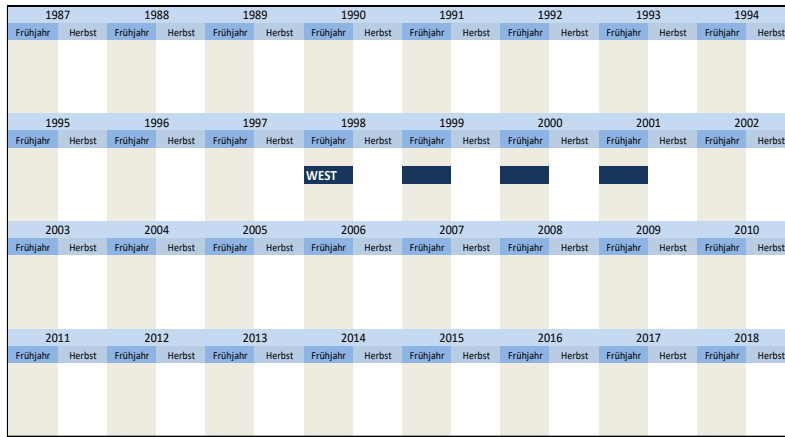 1987 1988 1989 1990 1991 1992 1993 1994
Frühjahr Herbst Frühjahr Herbst Frühjahr Herbst Frühjahr Herbst Frühjahr Herbst Frühjahr Herbst Frühjahr Herbst Frühjahr Herbst
1995 1996 1997 1998 1999 2000 2001 2002
Frühjahr Herbst Frühjahr Herbst Frühjahr Herbst Frühjahr Herbst Frühjahr Herbst Frühjahr Herbst Frühjahr Herbst Frühjahr Herbst
WEST
2003 2004 2005 2006 2007 2008 2009 2010
Frühjahr Herbst Frühjahr Herbst Frühjahr Herbst Frühjahr Herbst Frühjahr Herbst Frühjahr Herbst Frühjahr Herbst Frühjahr Herbst
2011 2012 2013 2014 2015 2016 2017 2018
Frühjahr Herbst Frühjahr Herbst Frühjahr Herbst Frühjahr Herbst Frühjahr Herbst Frühjahr Herbst Frühjahr Herbst Frühjahr Herbst